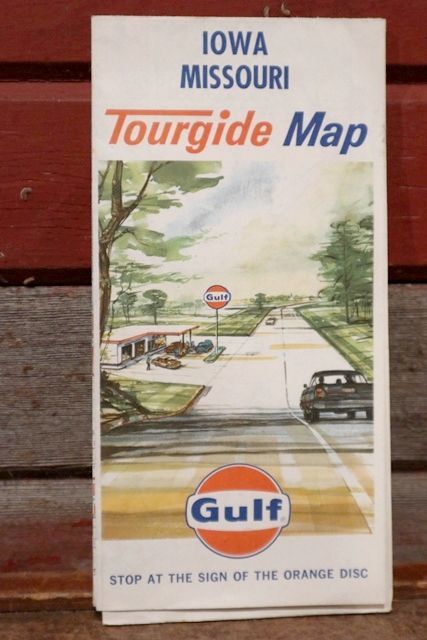 IOWA
MISSOURI
Tourgide Map
Gulf
Gulf
STOP AT THE SIGN OF THE ORANGE DISC